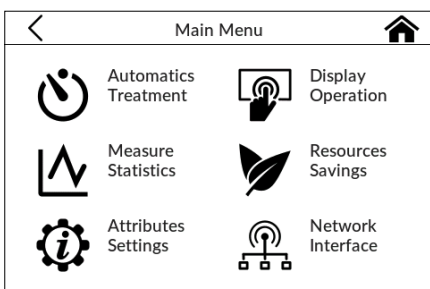 Main Menu
Automatics
Treatment
Display
Operation
Measure
Statistics
Resources
Savings
Attributes
Settings
Network
Interface